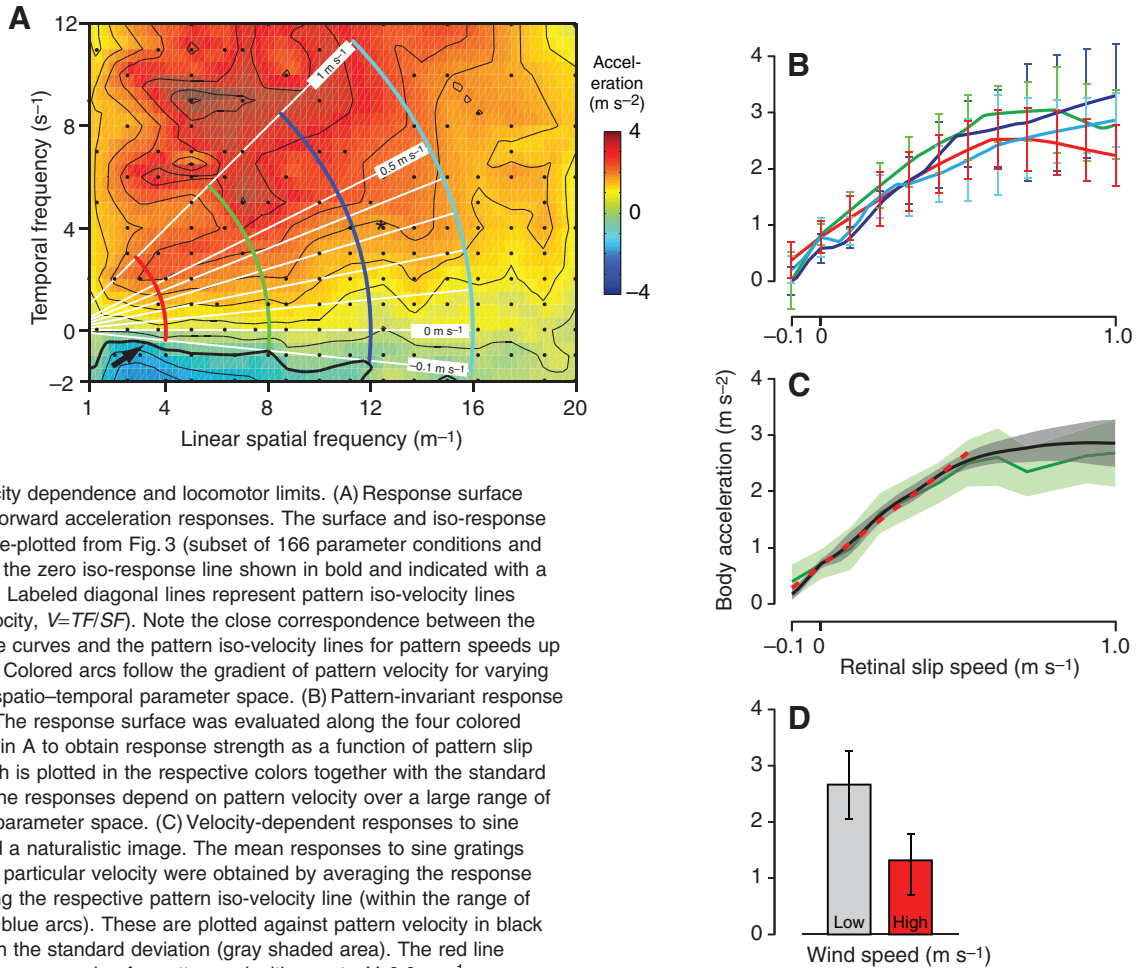 A
12
8
4
0
–2
Temporal frequency (s–1)
1 m s–1
0.5 m s–1
0 m s–1
–0.1 m s–1
1 4 8 12 16 20
Linear spatial frequency (m–1)
Accel-
eration
(m s–2)
4
0
–4
B
4
3
2
1
0
–0.1 0 1.0
C
4
3
2
1
0
Body acceleration (m s–2)
–0.1 0 1.0
Retinal slip speed (m s–1)
D
4
3
2
1
0
Low High
Wind speed (m s–1)
city dependence and locomotor limits. (A) Response surface
orward acceleration responses. The surface and iso-response
e-plotted from Fig. 3 (subset of 166 parameter conditions and
the zero iso-response line shown in bold and indicated with a
Labeled diagonal lines represent pattern iso-velocity lines
ocity, V=TF/SF). Note the close correspondence between the
e curves and the pattern iso-velocity lines for pattern speeds up
Colored arcs follow the gradient of pattern velocity for varying
spatio–temporal parameter space. (B) Pattern-invariant response
The response surface was evaluated along the four colored
in A to obtain response strength as a function of pattern slip
h is plotted in the respective colors together with the standard
ne responses depend on pattern velocity over a large range of
parameter space. (C) Velocity-dependent responses to sine
d a naturalistic image. The mean responses to sine gratings
particular velocity were obtained by averaging the response
ng the respective pattern iso-velocity line (within the range of
blue arcs). These are plotted against pattern velocity in black
n the standard deviation (gray shaded area). The red line